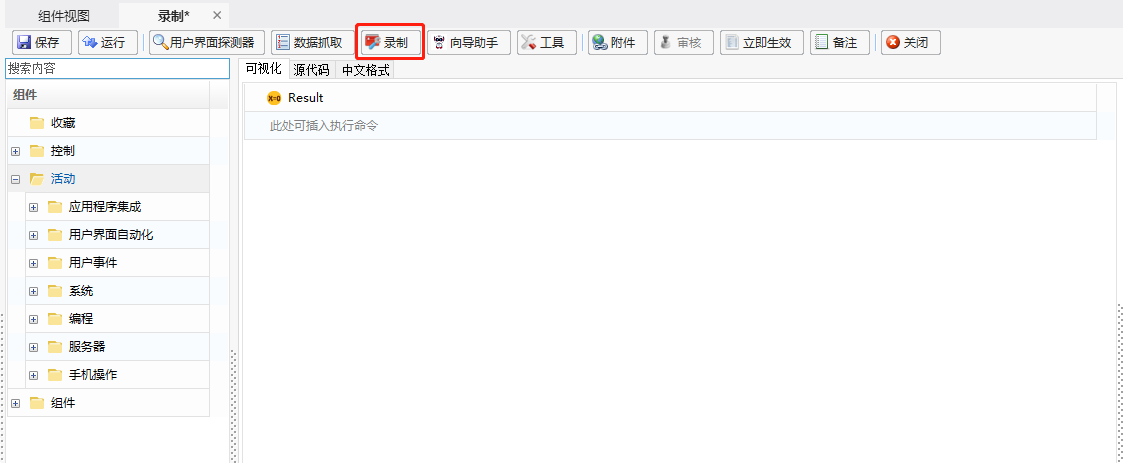 组件视图 录制*
保存 运行 用户界面探测器 数据抓取 录制 向导助手 工具 附件 审核 立即生效 备注 关闭
搜索内容
可视化 源代码 中文格式
组件
X=0 Result
收藏
此处可插入执行命令
控制
活动
应用程序集成
用户界面自动化
用户事件
系统
编程
服务器
手机操作
组件